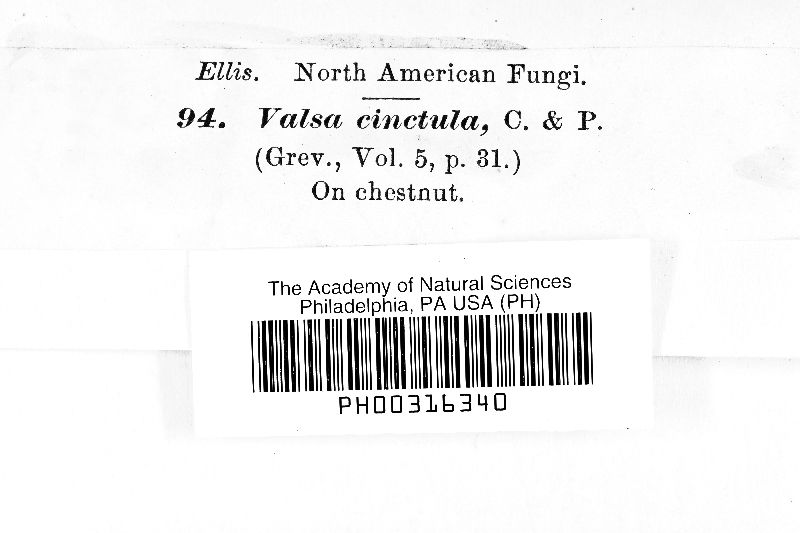 Ellis. North American Fungi.
94. Valsa cinctula, C. & P.
(Grev., Vol. 5, p. 31.)
On chestnut.
The Academy of Natural Sciences
Philadelphia, PA USA (PH)
PH00316340